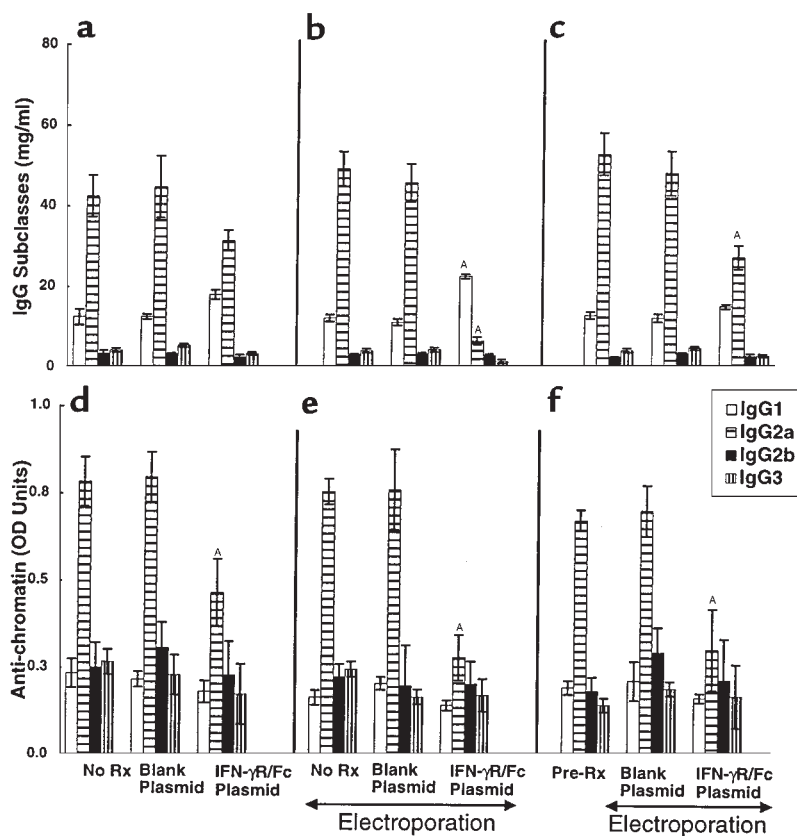 a
b
c
80
60
40
20
0
IgG Subclasses (mg/ml)
A
A
A
d
e
f
1.0
0.8
0.5
0.3
0.0
Anti-chromatin (OD Units)
A
A
A
IgG1
IgG2a
IgG2b
IgG3
No Rx
Blank Plasmid
IFN-γR/Fc Plasmid
No Rx
Blank Plasmid
IFN-γR/Fc Plasmid
Pre-Rx
Blank Plasmid
IFN-γR/Fc Plasmid
Electroporation
Electroporation